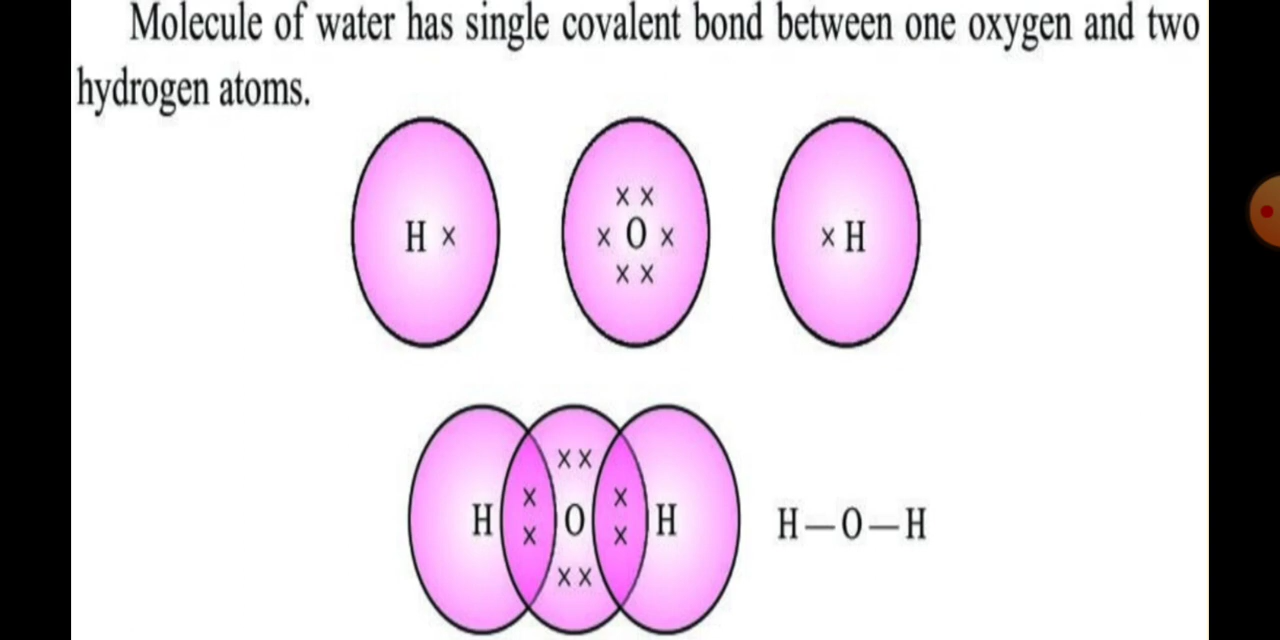 Molecule of water has single covalent bond between one oxygen and two
hydrogen atoms.
H ×
× ×
× O ×
× ×
× H
× ×
H × O × H
× ×
× ×
H—O—H